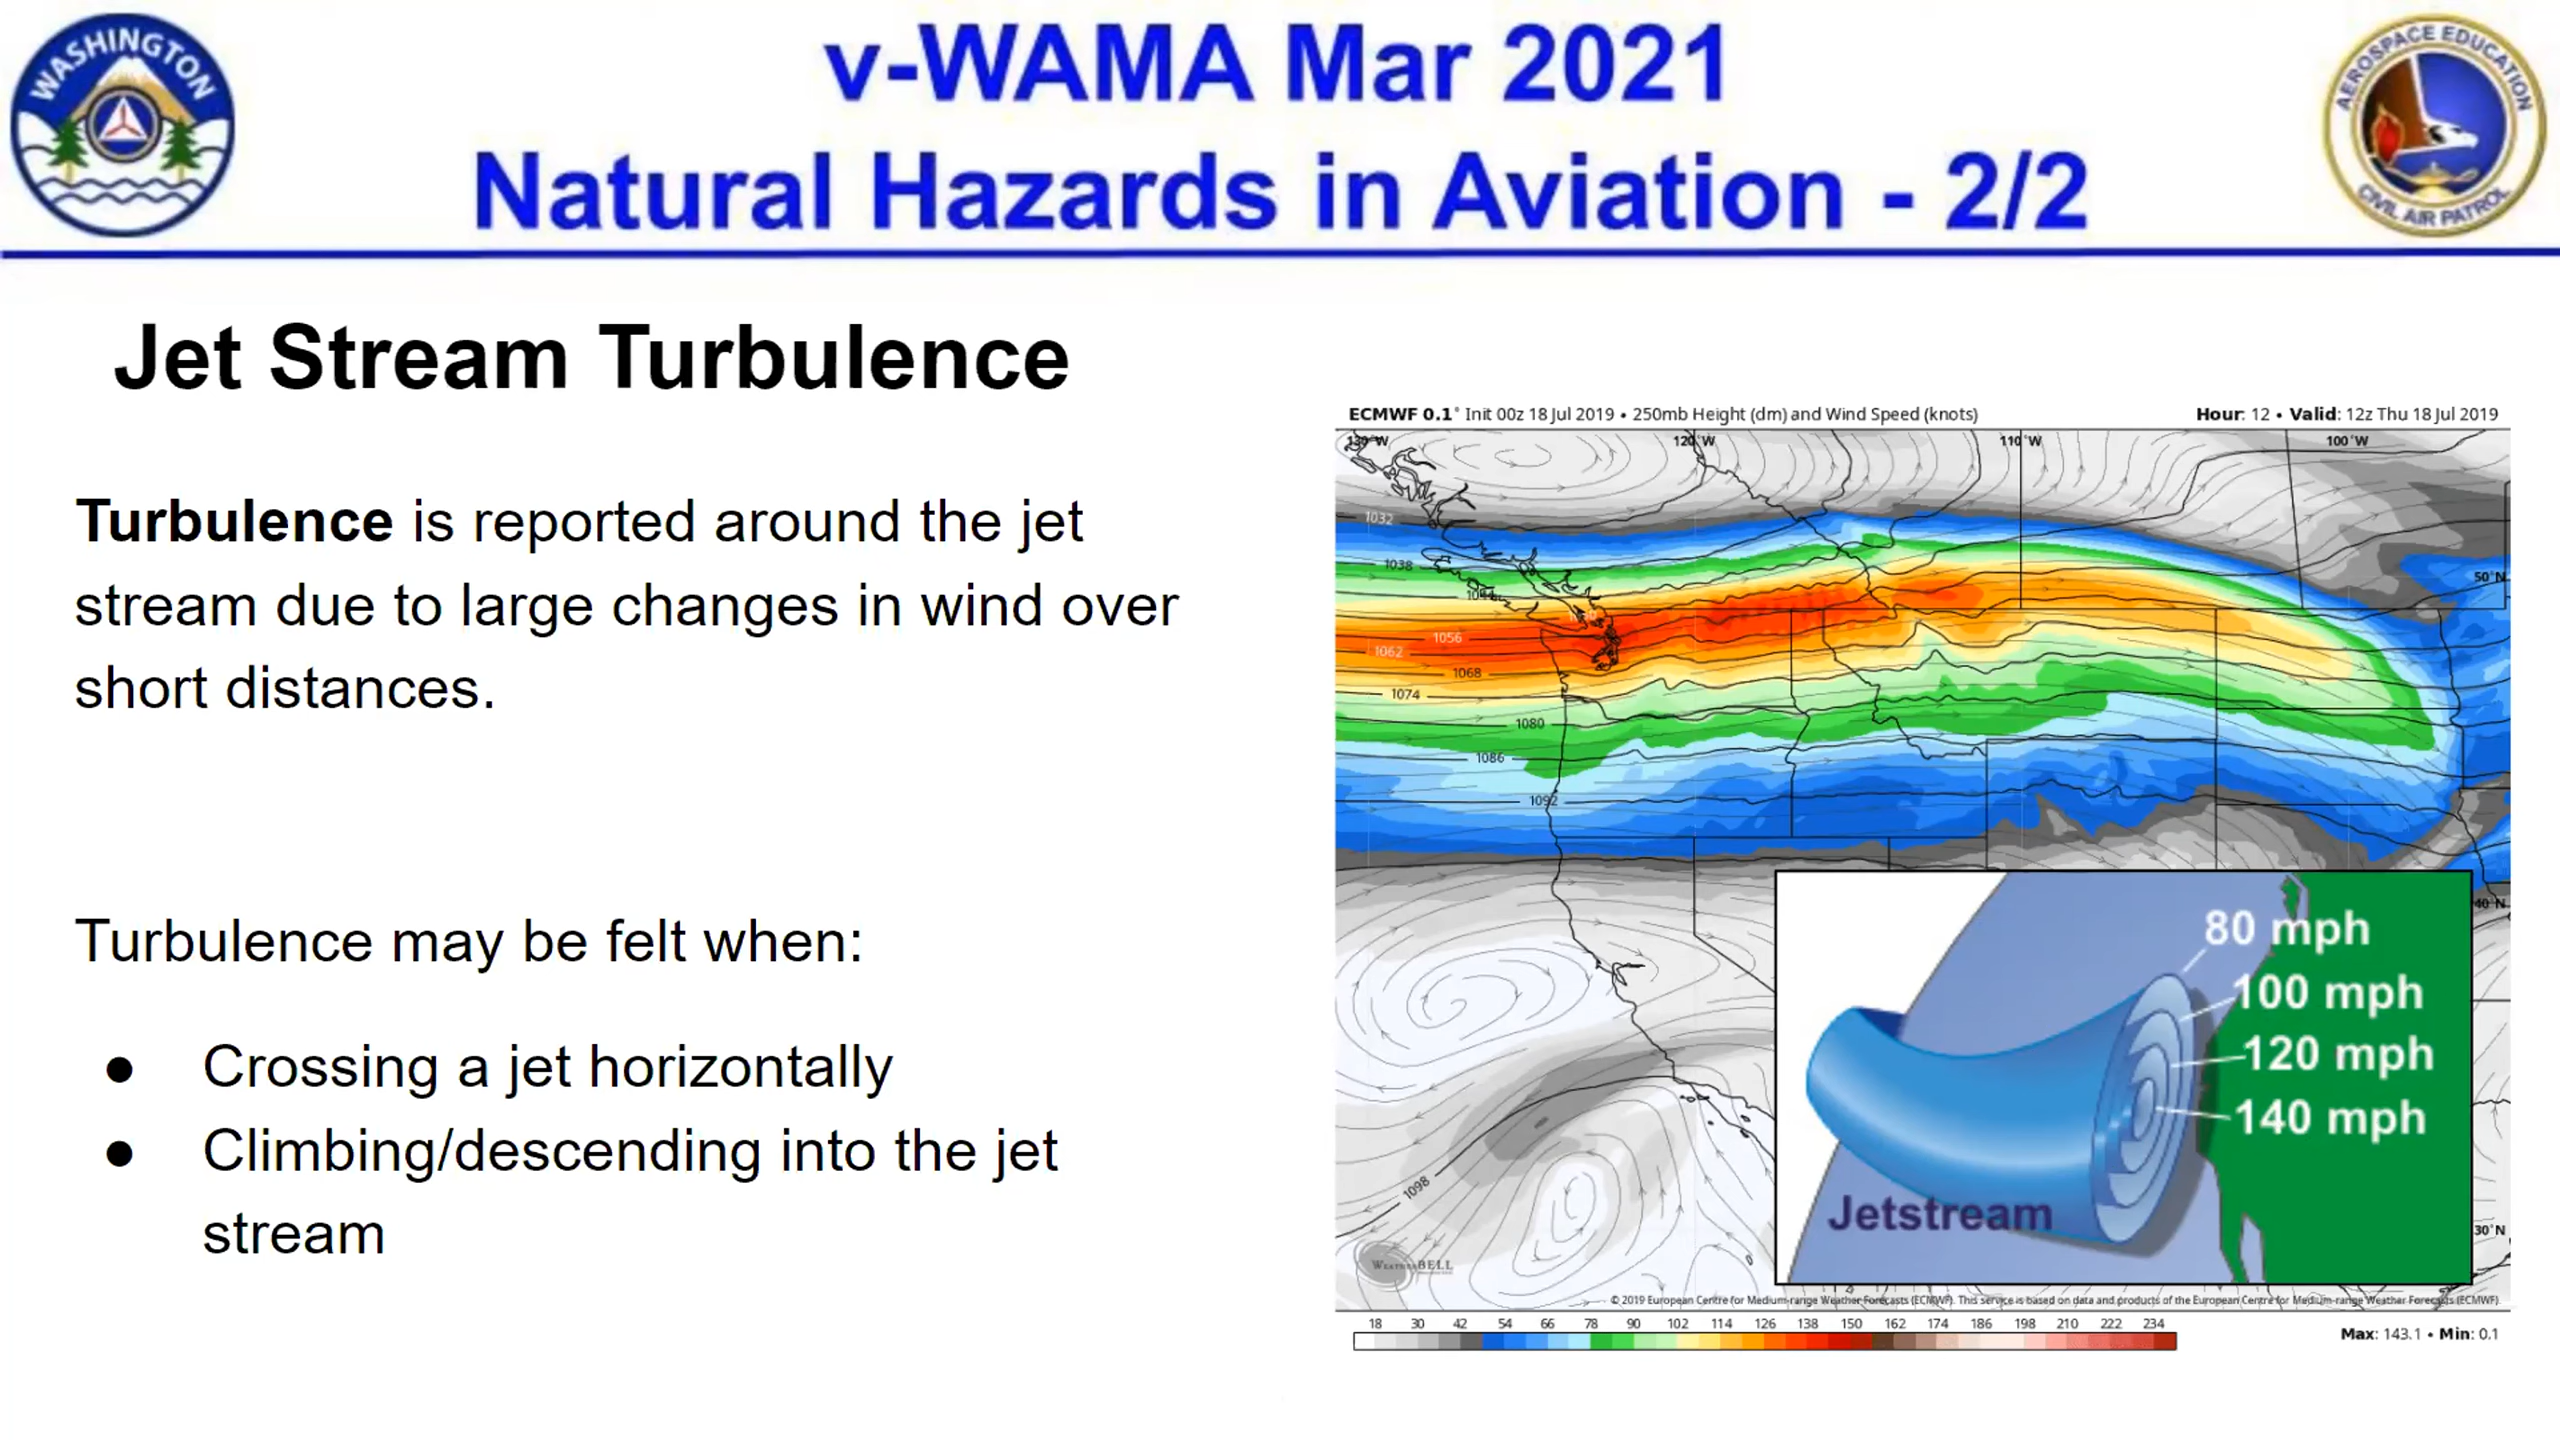 WASHINGTON
v-WAMA Mar 2021
Natural Hazards in Aviation - 2/2
AEROSPACE EDUCATION
CIVIL AIR PATROL
Jet Stream Turbulence
Turbulence is reported around the jet
stream due to large changes in wind over
short distances.
Turbulence may be felt when:
● Crossing a jet horizontally
● Climbing/descending into the jet
stream
ECMWF 0.1° Init 00z 18 Jul 2019 • 250mb Height (dm) and Wind Speed (knots)
Hour: 12 • Valid: 12z Thu 18 Jul 2019
130°W
120°W
110°W
100°W
1032
50°N
1038
1056
1062
1068
1074
1080
1086
1092
40°N
1098
30°N
80 mph
100 mph
120 mph
140 mph
Jetstream
WEATHERBELL
© 2019 European Centre for Medium-range Weather Forecasts (ECMWF). This service is based on data and products of the European Centre for Medium-range Weather Forecasts (ECMWF).
18 30 42 54 66 78 90 102 114 126 138 150 162 174 186 198 210 222 234
Max: 143.1 • Min: 0.1